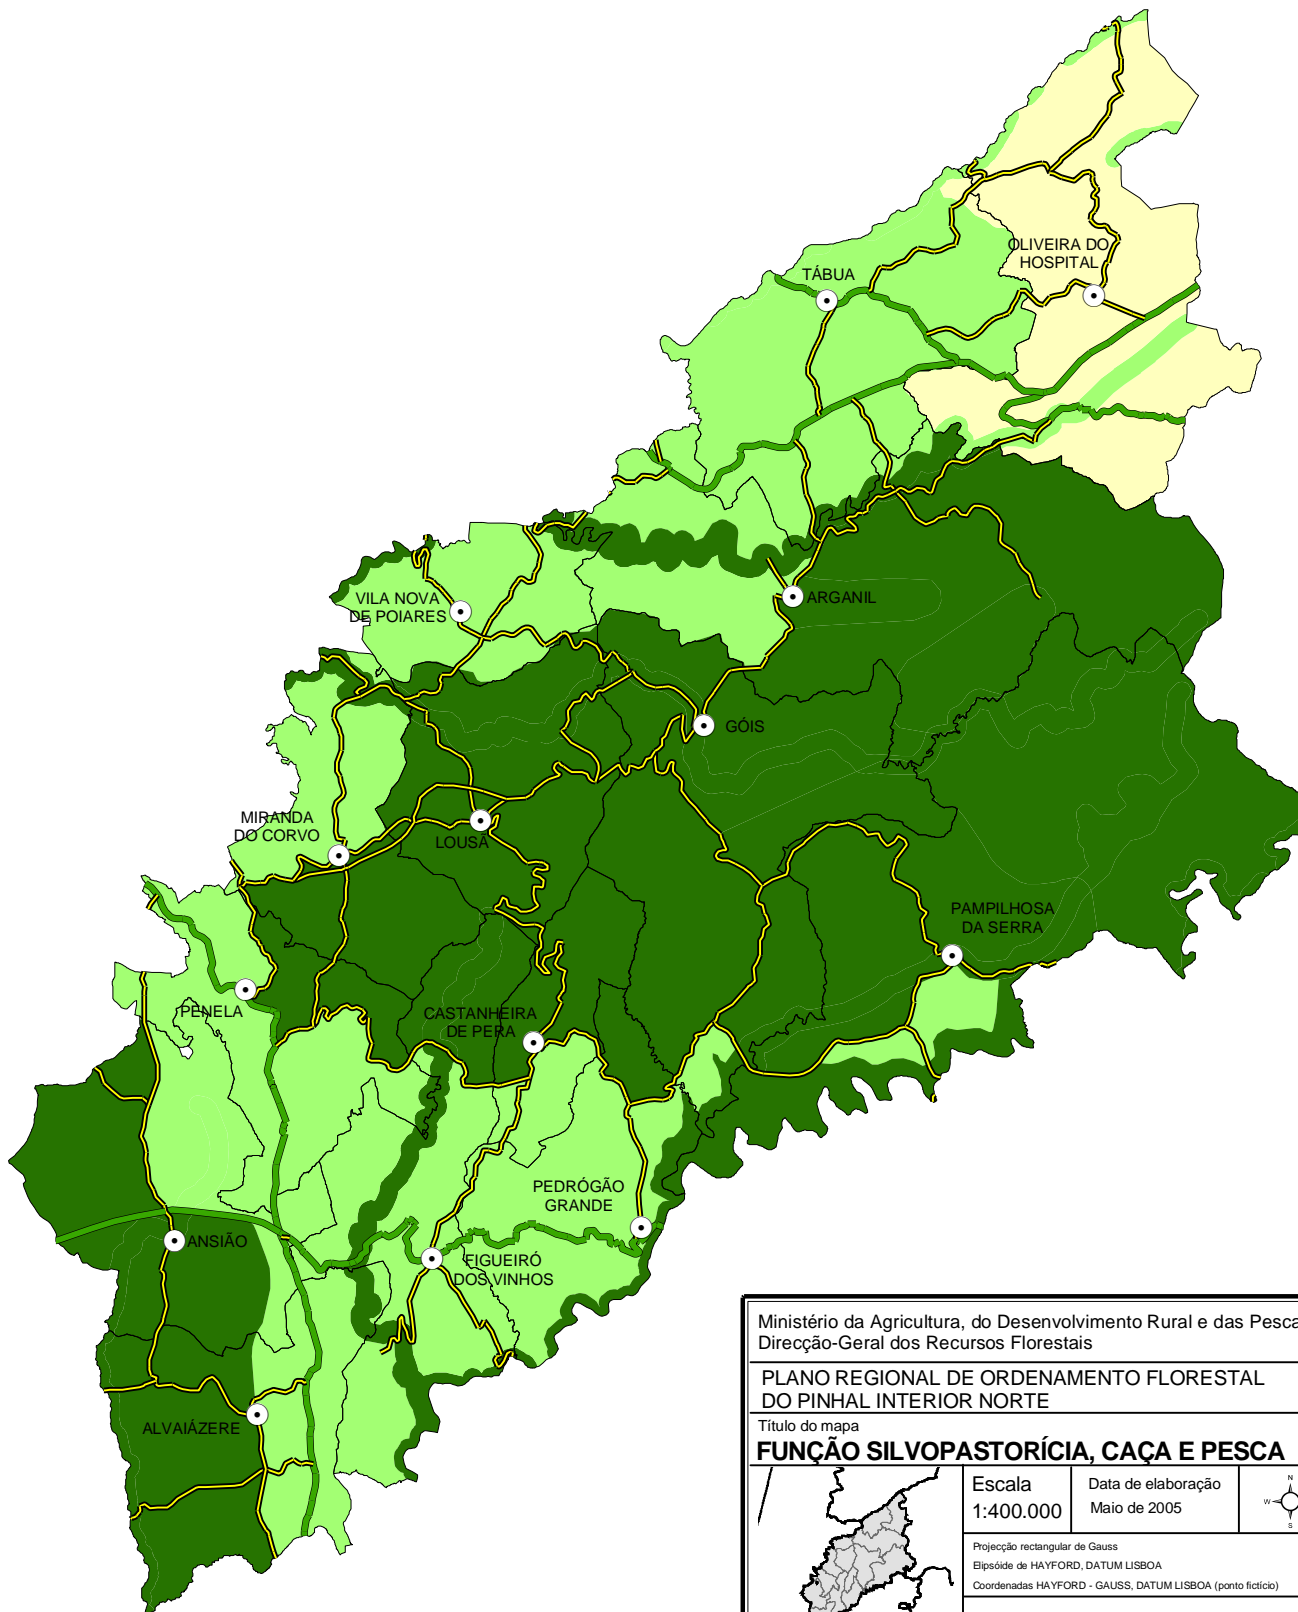 OLIVEIRA DO
HOSPITAL
TÁBUA
VILA NOVA
DE POIARES
ARGANIL
GÓIS
MIRANDA
DO CORVO
LOUSÃ
PAMPILHOSA
DA SERRA
PENELA
CASTANHEIRA
DE PERA
PEDRÓGÃO
GRANDE
ANSIÃO
FIGUEIRÓ
DOS VINHOS
ALVAIÁZERE
Ministério da Agricultura, do Desenvolvimento Rural e das Pesca
Direcção-Geral dos Recursos Florestais
PLANO REGIONAL DE ORDENAMENTO FLORESTAL
DO PINHAL INTERIOR NORTE
Título do mapa
FUNÇÃO SILVOPASTORÍCIA, CAÇA E PESCA
Escala
1:400.000
Data de elaboração
Maio de 2005
N
W
S
Projecção rectangular de Gauss
Elipsóide de HAYFORD, DATUM LISBOA
Coordenadas HAYFORD - GAUSS, DATUM LISBOA (ponto fictício)